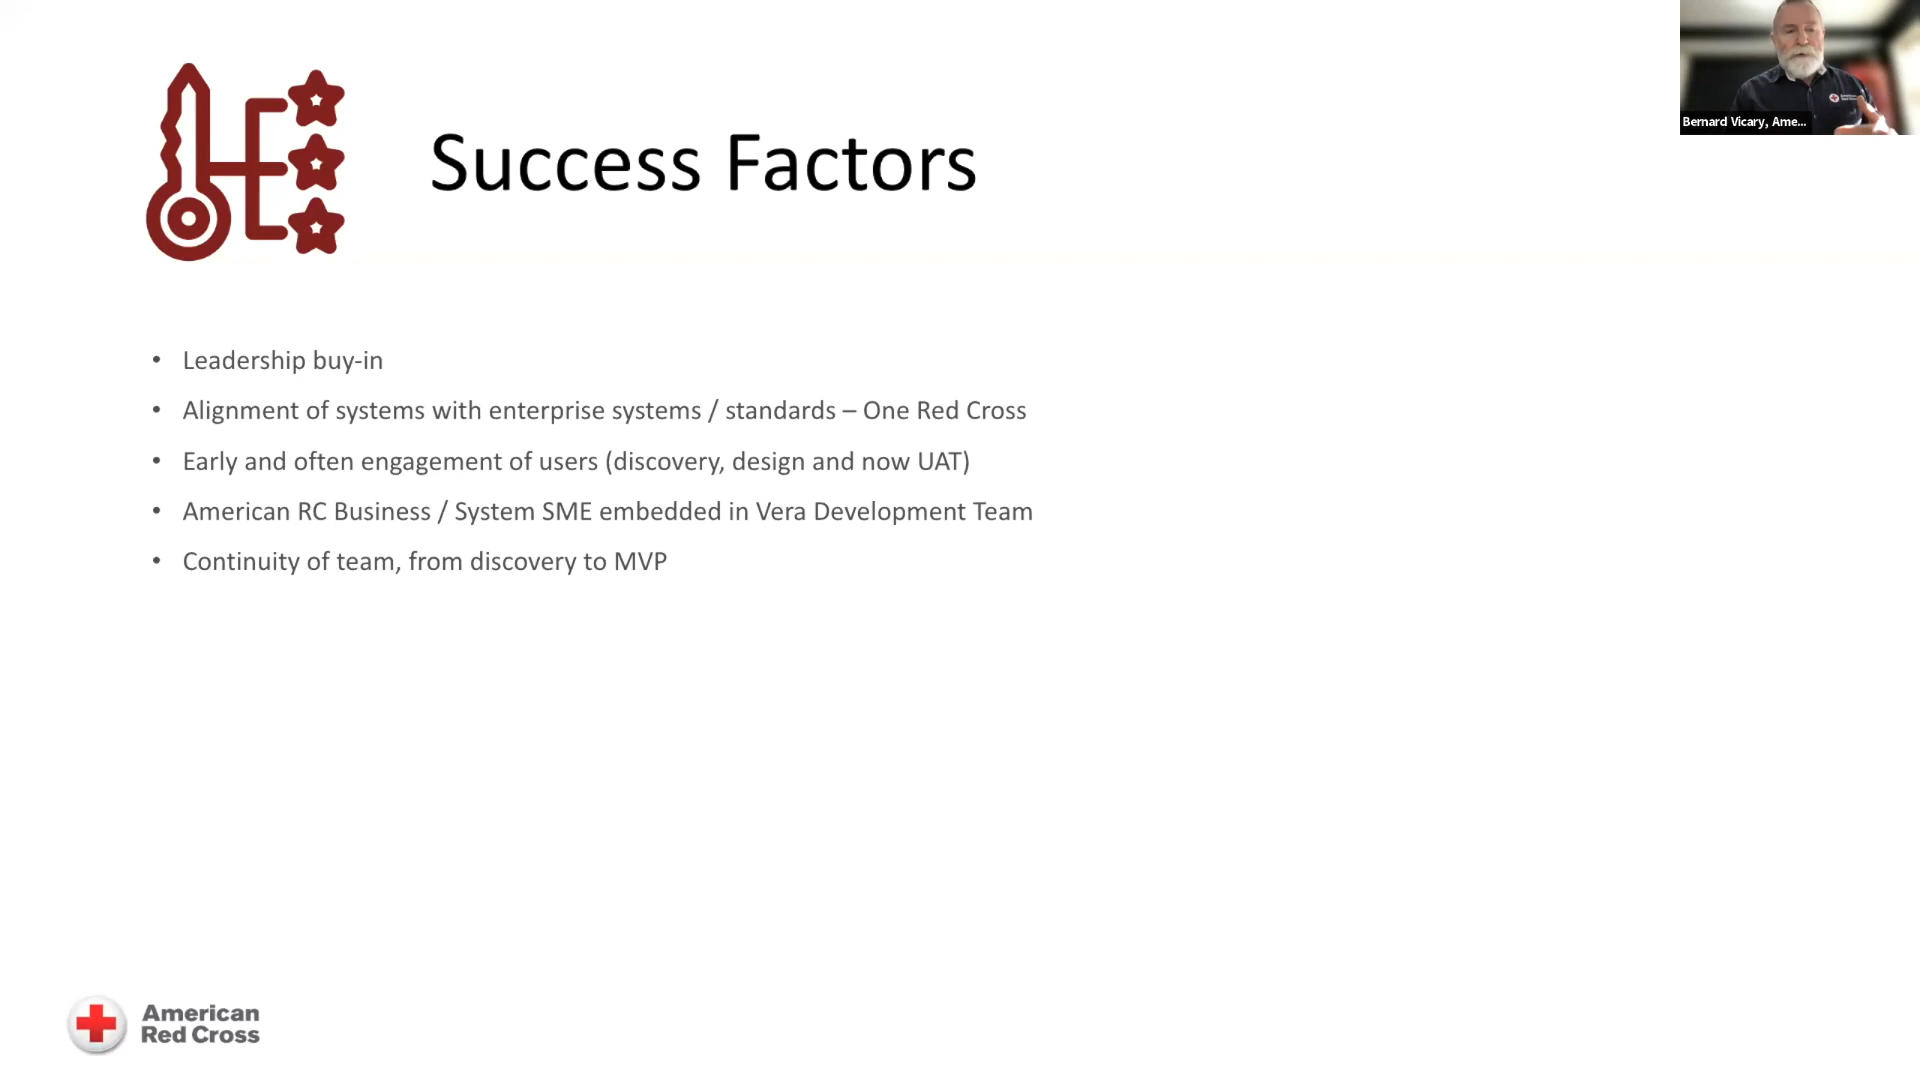 Bernard Vicary, Ame...
Success Factors
• Leadership buy-in
• Alignment of systems with enterprise systems / standards – One Red Cross
• Early and often engagement of users (discovery, design and now UAT)
• American RC Business / System SME embedded in Vera Development Team
• Continuity of team, from discovery to MVP
American
Red Cross